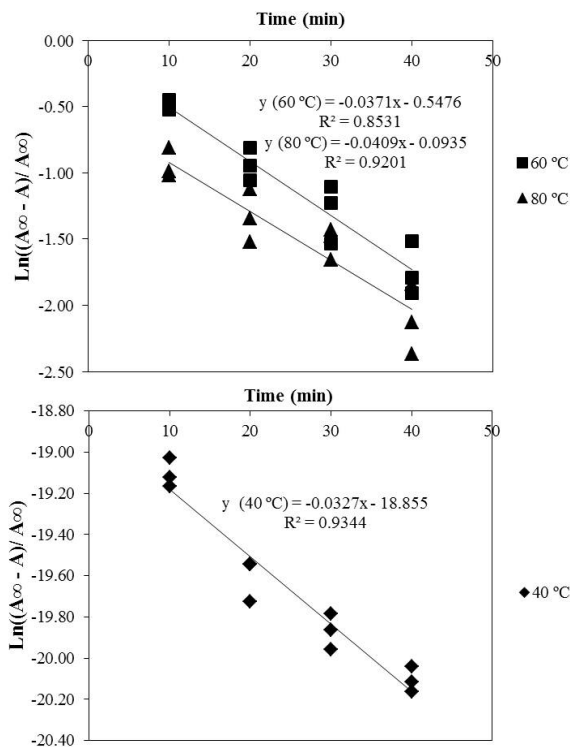 Time (min)
0.00
0 10 20 30 40 50
-0.50
-1.00
-1.50
-2.00
-2.50
Ln((A∞ - A)/ A∞)
y (60 ºC) = -0.0371x - 0.5476
R² = 0.8531
y (80 ºC) = -0.0409x - 0.0935
R² = 0.9201
60 ºC
80 ºC
Time (min)
-18.80
0 10 20 30 40 50
-19.00
-19.20
-19.40
-19.60
-19.80
-20.00
-20.20
-20.40
Ln((A∞ - A)/ A∞)
y (40 ºC) = -0.0327x - 18.855
R² = 0.9344
40 ºC